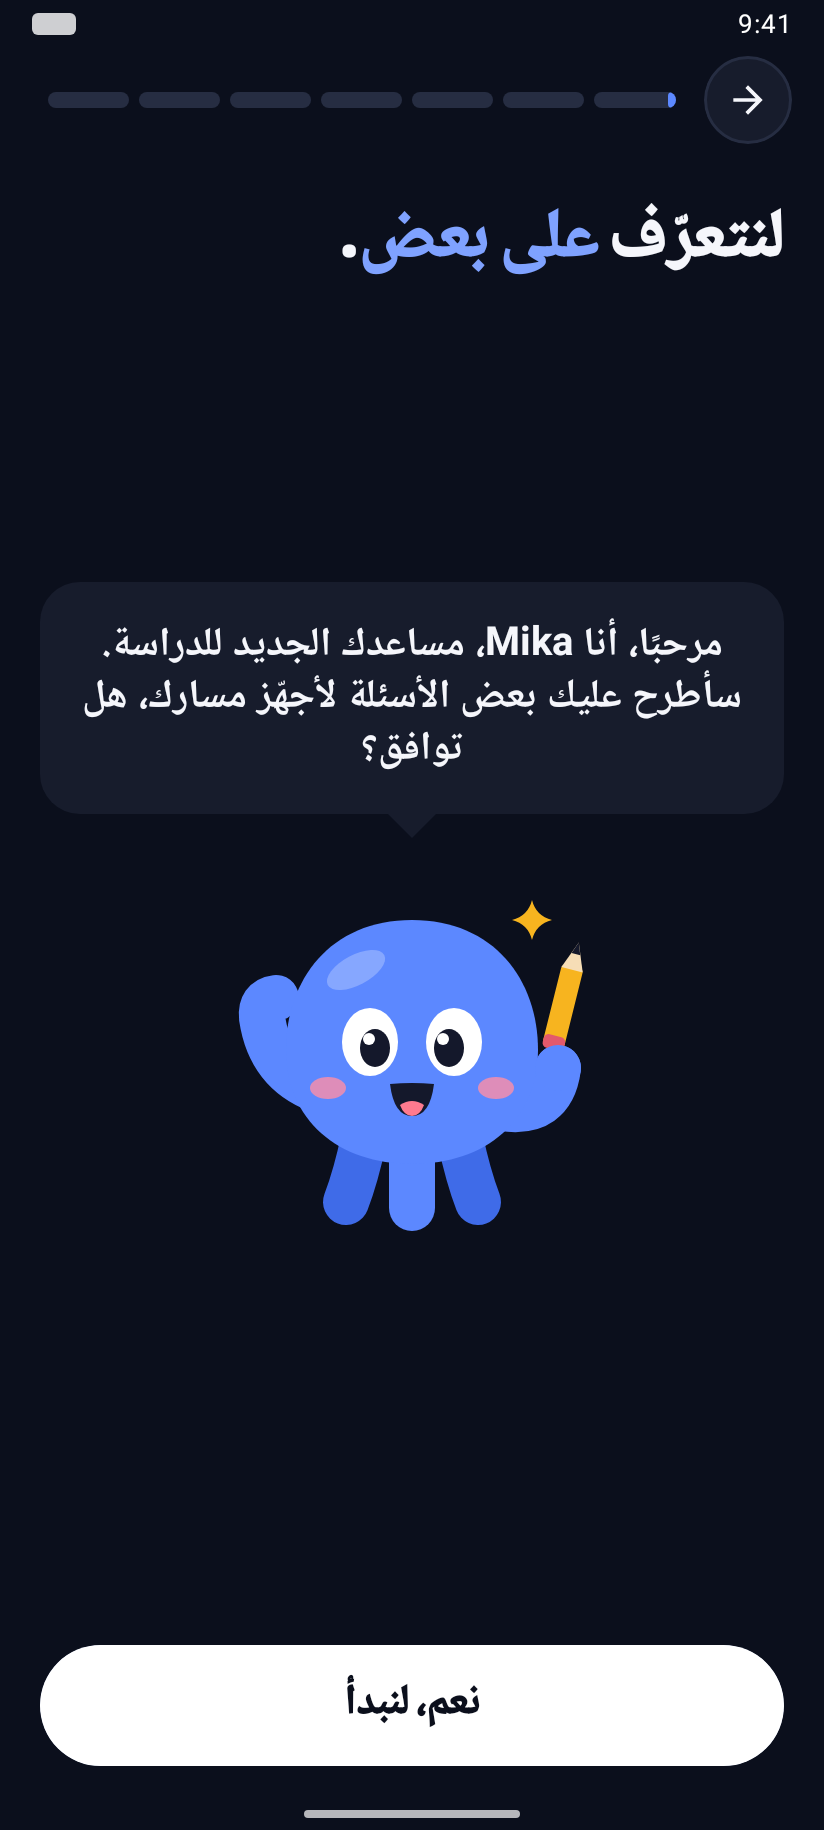 9:41
لنتعرّف على بعض.
مرحبًا، أنا Mika، مساعدك الجديد للدراسة.
سأطرح عليك بعض الأسئلة لأجهّز مسارك، هل
توافق؟
نعم، لنبدأ